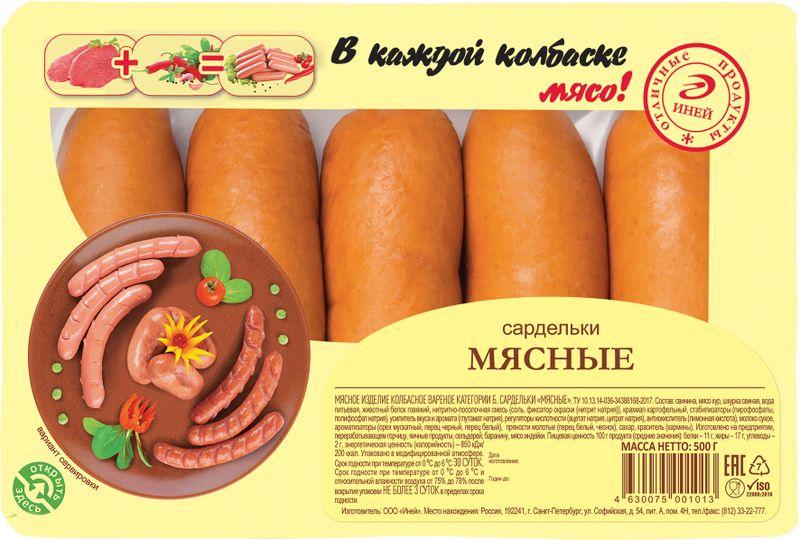 В каждой колбаске
мясо!
ОТЛИЧНЫЕ ПРОДУКТЫ
ИНЕЙ
сардельки
МЯСНЫЕ
МЯСНОЕ ИЗДЕЛИЕ КОЛБАСНОЕ ВАРЕНОЕ КАТЕГОРИИ Б. САРДЕЛЬКИ «МЯСНЫЕ». ТУ 10.13.14-036-34388168-2017. Состав: свинина, мясо кур, шкурка свиная, вода
питьевая, животный белок говяжий, нитритно-посолочная смесь (соль, фиксатор окраски (нитрит натрия)), крахмал картофельный, стабилизаторы (пирофосфаты,
полифосфат натрия), усилитель вкуса и аромата (глутамат натрия), регуляторы кислотности (ацетат натрия, цитрат натрия), антиокислитель (лимонная кислота), молоко сухое,
ароматизаторы (орех мускатный, перец черный, перец белый), пряности молотые (перец белый, чеснок), сахар, краситель (кармины). Изготовлено на предприятии,
перерабатывающем горчицу, яичные продукты, сельдерей, баранину, мясо индейки. Пищевая ценность 100 г продукта (средние значения): белки – 11 г, жиры – 17 г, углеводы –
2 г, энергетическая ценность (калорийность) – 850 кДж/
200 ккал. Упаковано в модифицированной атмосфере.
Срок годности при температуре от 0 °С до 6 °С 30 СУТОК.
Срок годности при температуре от 0 °С до 6 °С и
относительной влажности воздуха от 75% до 78% после
вскрытия упаковки НЕ БОЛЕЕ 3 СУТОК в пределах срока
годности.
Дата
изготовления:
Годен до:
МАССА НЕТТО: 500 Г
4 630075 001013
EAC
ISO
22000:2018
Изготовитель: ООО «Иней». Место нахождения: Россия, 192241, г. Санкт-Петербург, ул. Софийская, д. 54, лит. А, пом. 4Н, тел./факс: (812) 33-22-777.
вариант сервировки
ОТКРЫТЬ
ЗДЕСЬ